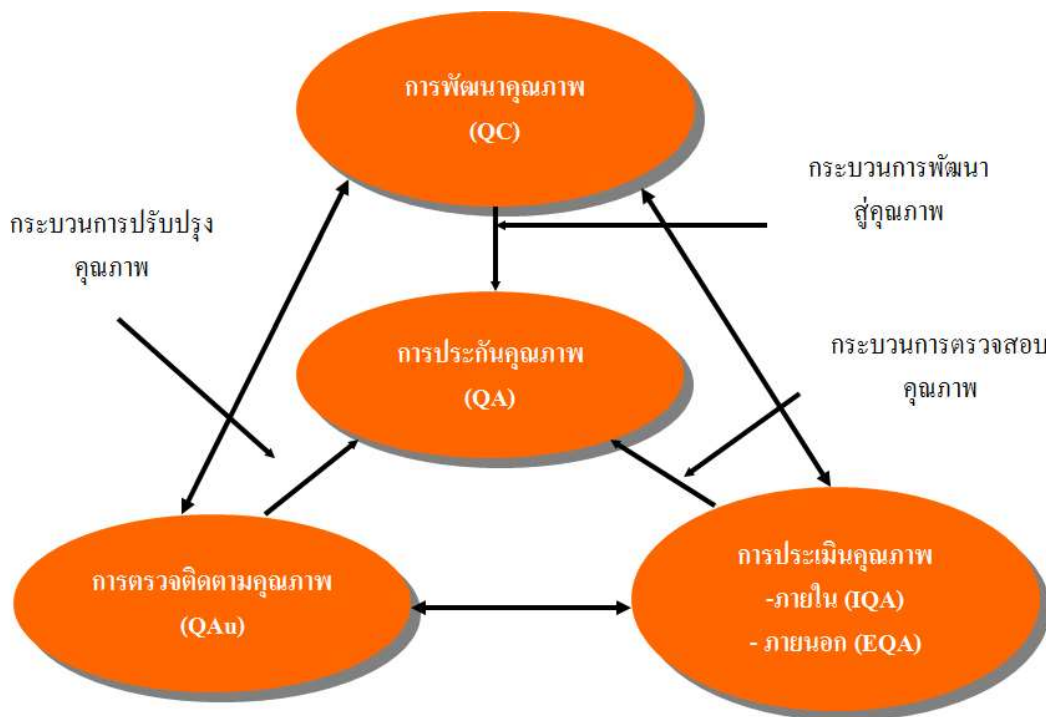 การพัฒนาคุณภาพ
(QC)
กระบวนการพัฒนา
สู่คุณภาพ
กระบวนการปรับปรุง
คุณภาพ
การประกันคุณภาพ
(QA)
กระบวนการตรวจสอบ
คุณภาพ
การตรวจติดตามคุณภาพ
(QAu)
การประเมินคุณภาพ
-ภายใน (IQA)
- ภายนอก (EQA)